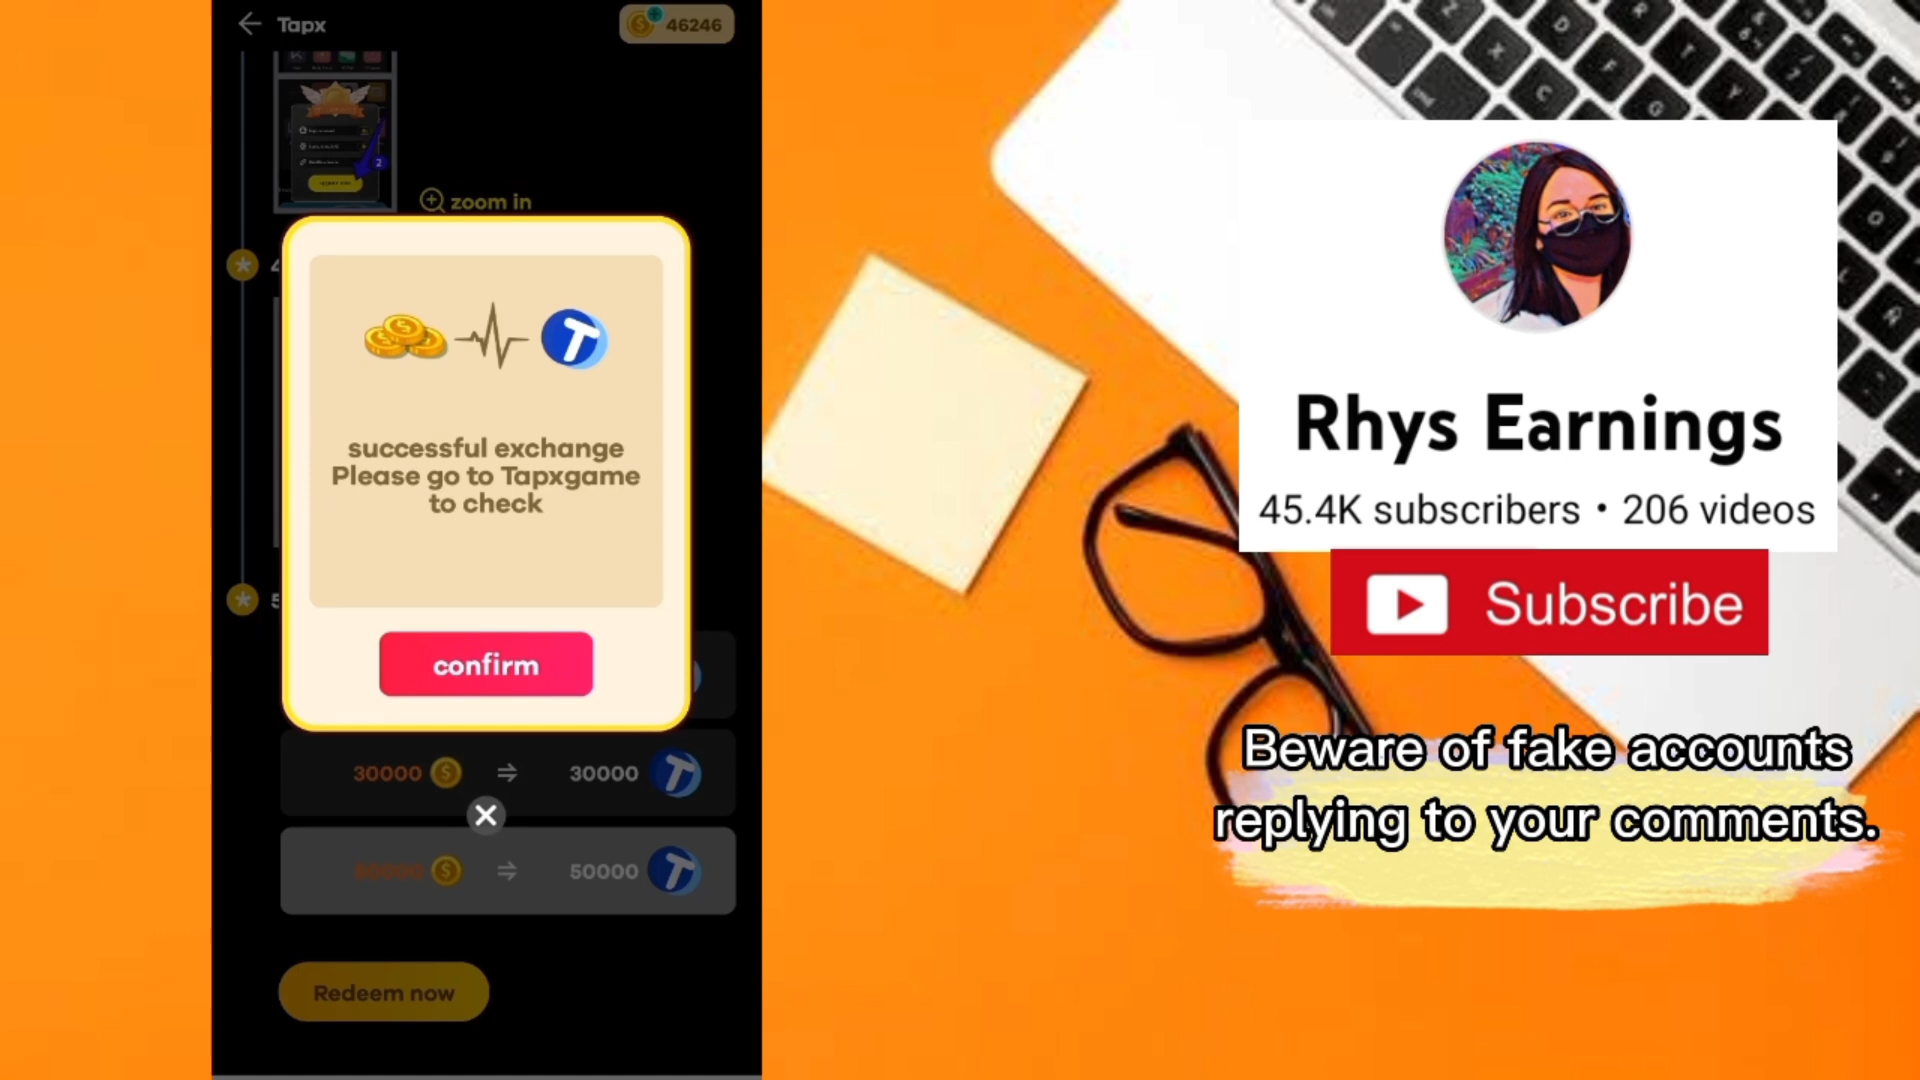 Tapx
46246
zoom in
successful exchange
Please go to Tapxgame
to check
confirm
30000 ⇒ 30000
50000
Redeem now
Rhys Earnings
45.4K subscribers • 206 videos
Subscribe
Beware of fake accounts
replying to your comments.